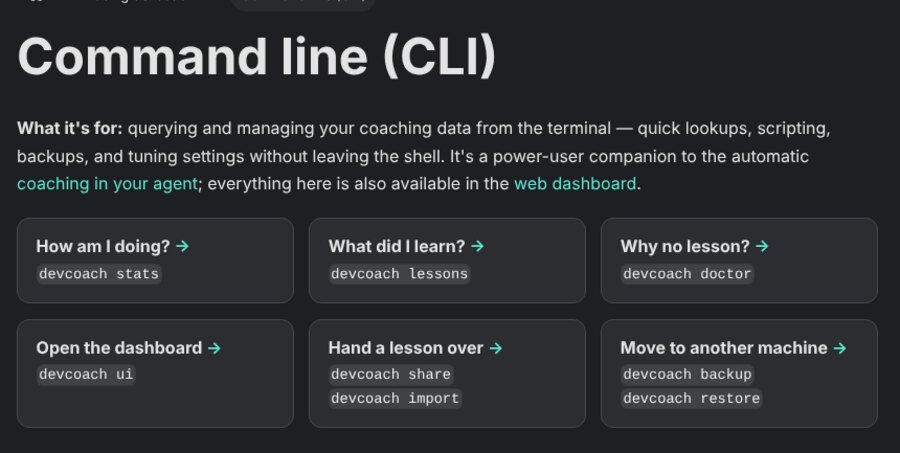 Command line (CLI)
What it's for: querying and managing your coaching data from the terminal — quick lookups, scripting,
backups, and tuning settings without leaving the shell. It's a power-user companion to the automatic
coaching in your agent; everything here is also available in the web dashboard.
How am I doing? →
devcoach stats
What did I learn? →
devcoach lessons
Why no lesson? →
devcoach doctor
Open the dashboard →
devcoach ui
Hand a lesson over →
devcoach share
devcoach import
Move to another machine →
devcoach backup
devcoach restore